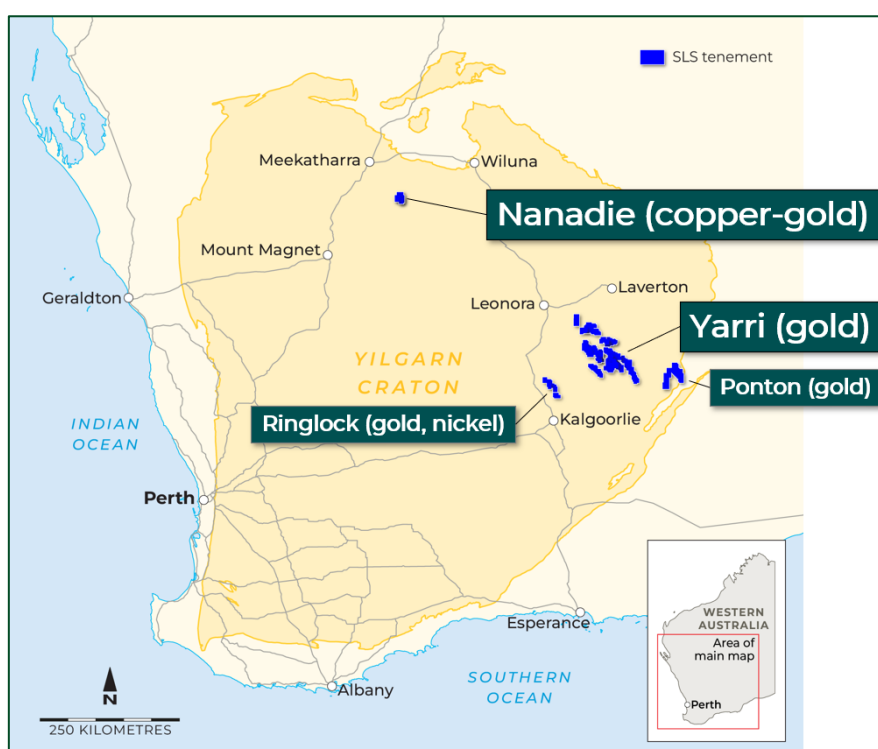 SLS tenement
Meekatharra
Wiluna
Nanadie (copper-gold)
Mount Magnet
Laverton
Geraldton
Leonora
Yarri (gold)
YILGARN
CRATON
Ponton (gold)
Ringlock (gold, nickel)
Kalgoorlie
INDIAN
OCEAN
Perth
WESTERN
AUSTRALIA
Area of
main map
Esperance
SOUTHERN
OCEAN
Albany
Perth
N
250 KILOMETRES